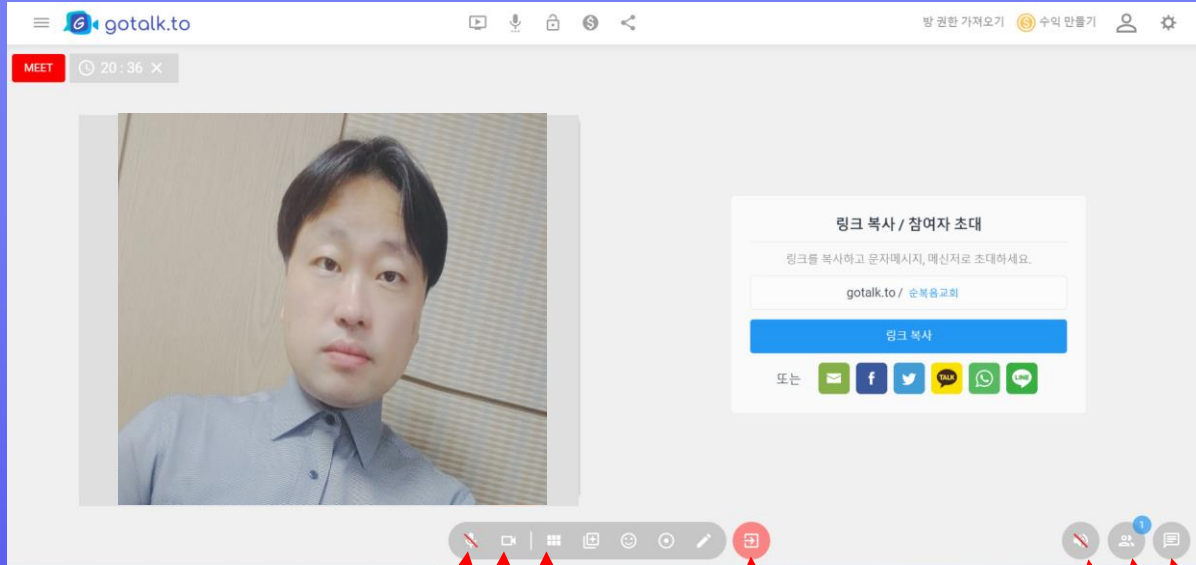 gotalk.to
방 권한 가져오기
수익 만들기
MEET
20 : 36
링크 복사 / 참여자 초대
링크를 복사하고 문자메시지, 메신저로 초대하세요.
gotalk.to / 순복음교회
링크 복사
또는
TALK
LINE
1